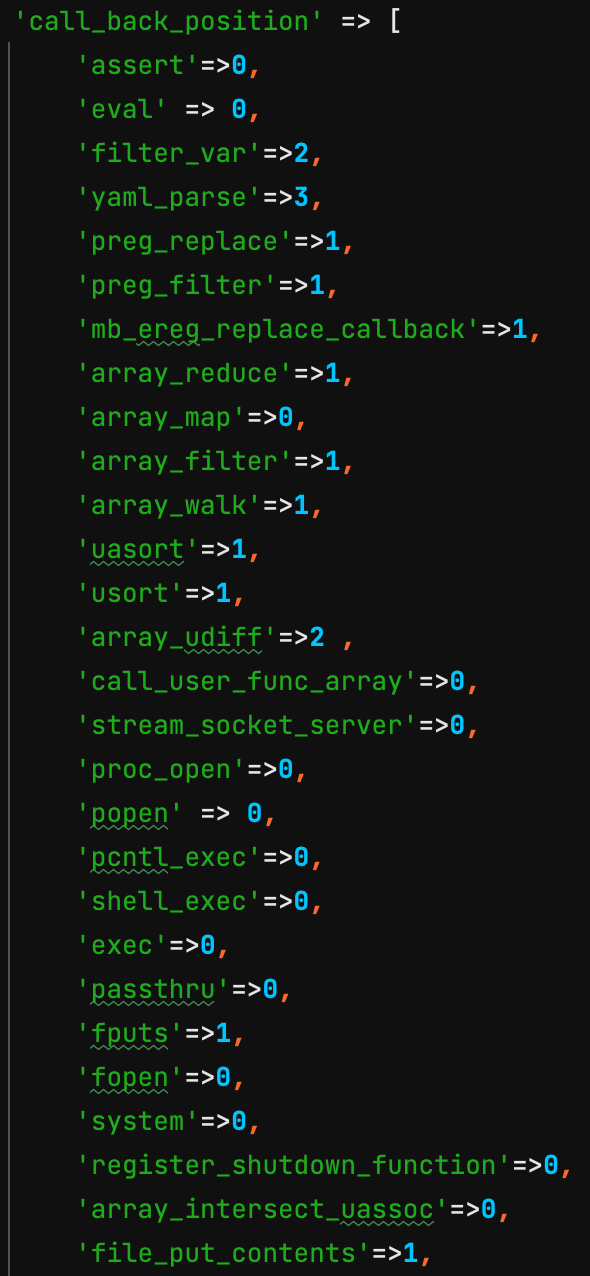 'call_back_position' => [
'assert'=>0,
'eval' => 0,
'filter_var'=>2,
'yaml_parse'=>3,
'preg_replace'=>1,
'preg_filter'=>1,
'mb_ereg_replace_callback'=>1,
'array_reduce'=>1,
'array_map'=>0,
'array_filter'=>1,
'array_walk'=>1,
'uasort'=>1,
'usort'=>1,
'array_udiff'=>2 ,
'call_user_func_array'=>0,
'stream_socket_server'=>0,
'proc_open'=>0,
'popen' => 0,
'pcntl_exec'=>0,
'shell_exec'=>0,
'exec'=>0,
'passthru'=>0,
'fputs'=>1,
'fopen'=>0,
'system'=>0,
'register_shutdown_function'=>0,
'array_intersect_uassoc'=>0,
'file_put_contents'=>1,